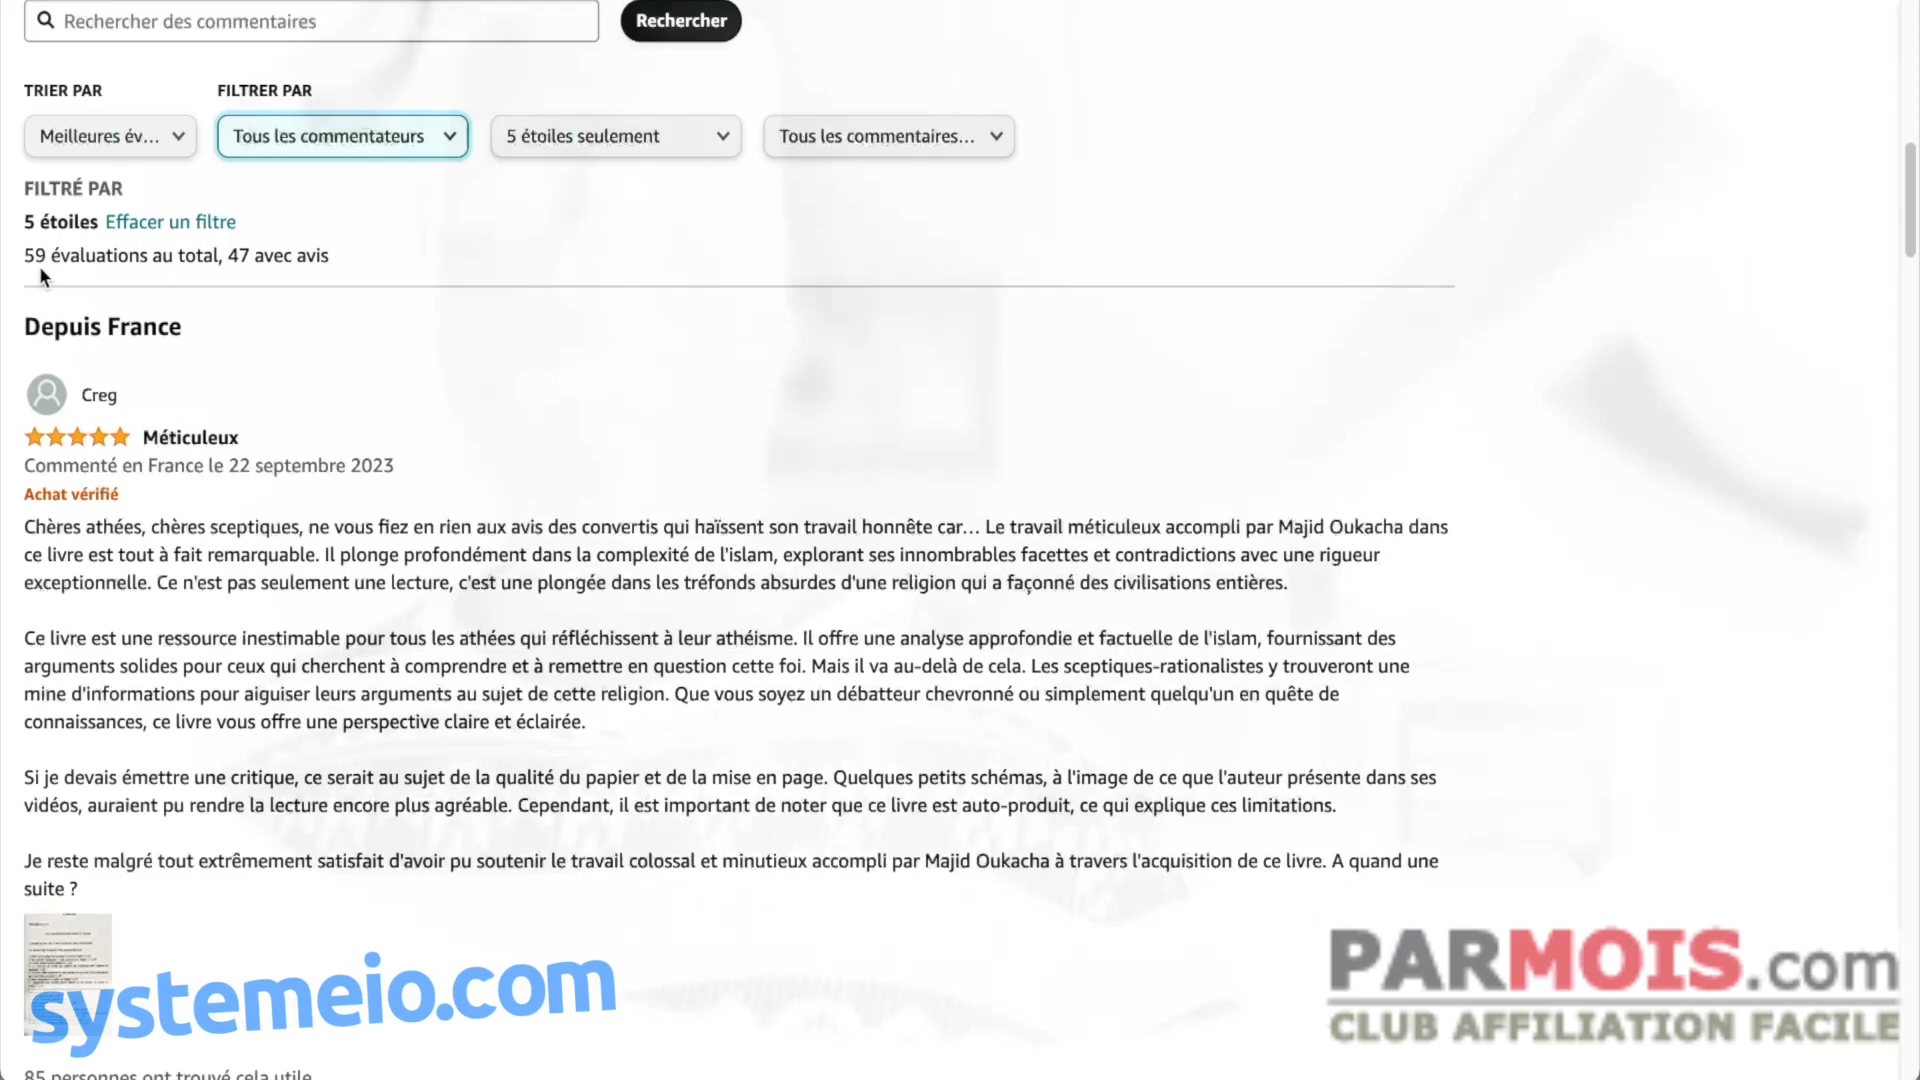 Rechercher des commentaires
Rechercher
TRIER PAR
FILTRER PAR
Meilleures év...
Tous les commentateurs
5 étoiles seulement
Tous les commentaires...
FILTRÉ PAR
5 étoiles Effacer un filtre
59 évaluations au total, 47 avec avis
Depuis France
Creg
Méticuleux
Commenté en France le 22 septembre 2023
Achat vérifié
Chères athées, chères sceptiques, ne vous fiez en rien aux avis des convertis qui haïssent son travail honnête car... Le travail méticuleux accompli par Majid Oukacha dans
ce livre est tout à fait remarquable. Il plonge profondément dans la complexité de l'islam, explorant ses innombrables facettes et contradictions avec une rigueur
exceptionnelle. Ce n'est pas seulement une lecture, c'est une plongée dans les tréfonds absurdes d'une religion qui a façonné des civilisations entières.
Ce livre est une ressource inestimable pour tous les athées qui réfléchissent à leur athéisme. Il offre une analyse approfondie et factuelle de l'islam, fournissant des
arguments solides pour ceux qui cherchent à comprendre et à remettre en question cette foi. Mais il va au-delà de cela. Les sceptiques-rationalistes y trouveront une
mine d'informations pour aiguiser leurs arguments au sujet de cette religion. Que vous soyez un débatteur chevronné ou simplement quelqu'un en quête de
connaissances, ce livre vous offre une perspective claire et éclairée.
Si je devais émettre une critique, ce serait au sujet de la qualité du papier et de la mise en page. Quelques petits schémas, à l'image de ce que l'auteur présente dans ses
vidéos, auraient pu rendre la lecture encore plus agréable. Cependant, il est important de noter que ce livre est auto-produit, ce qui explique ces limitations.
Je reste malgré tout extrêmement satisfait d'avoir pu soutenir le travail colossal et minutieux accompli par Majid Oukacha à travers l'acquisition de ce livre. A quand une
suite ?
systemeio.com
PARMOIS.com
CLUB AFFILIATION FACILE
85 personnes ont trouvé cela utile